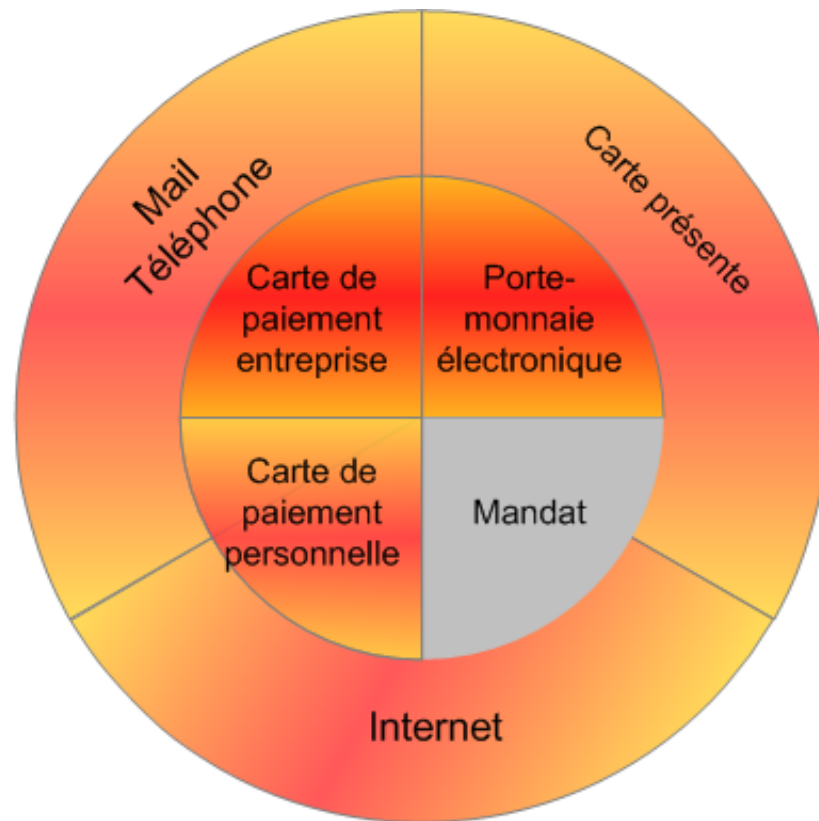 Mail
Téléphone
Carte présente
Carte de
paiement
entreprise
Porte-
monnaie
électronique
Carte de
paiement
personnelle
Mandat
Internet